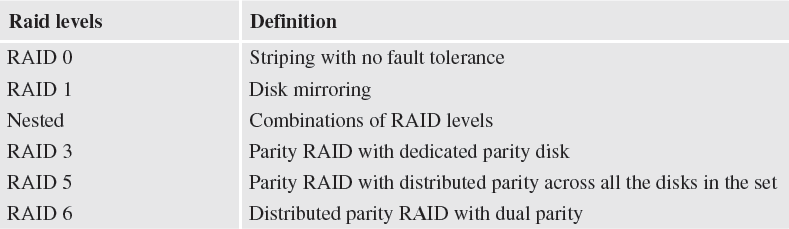 Raid levels Definition
RAID 0 Striping with no fault tolerance
RAID 1 Disk mirroring
Nested Combinations of RAID levels
RAID 3 Parity RAID with dedicated parity disk
RAID 5 Parity RAID with distributed parity across all the disks in the set
RAID 6 Distributed parity RAID with dual parity